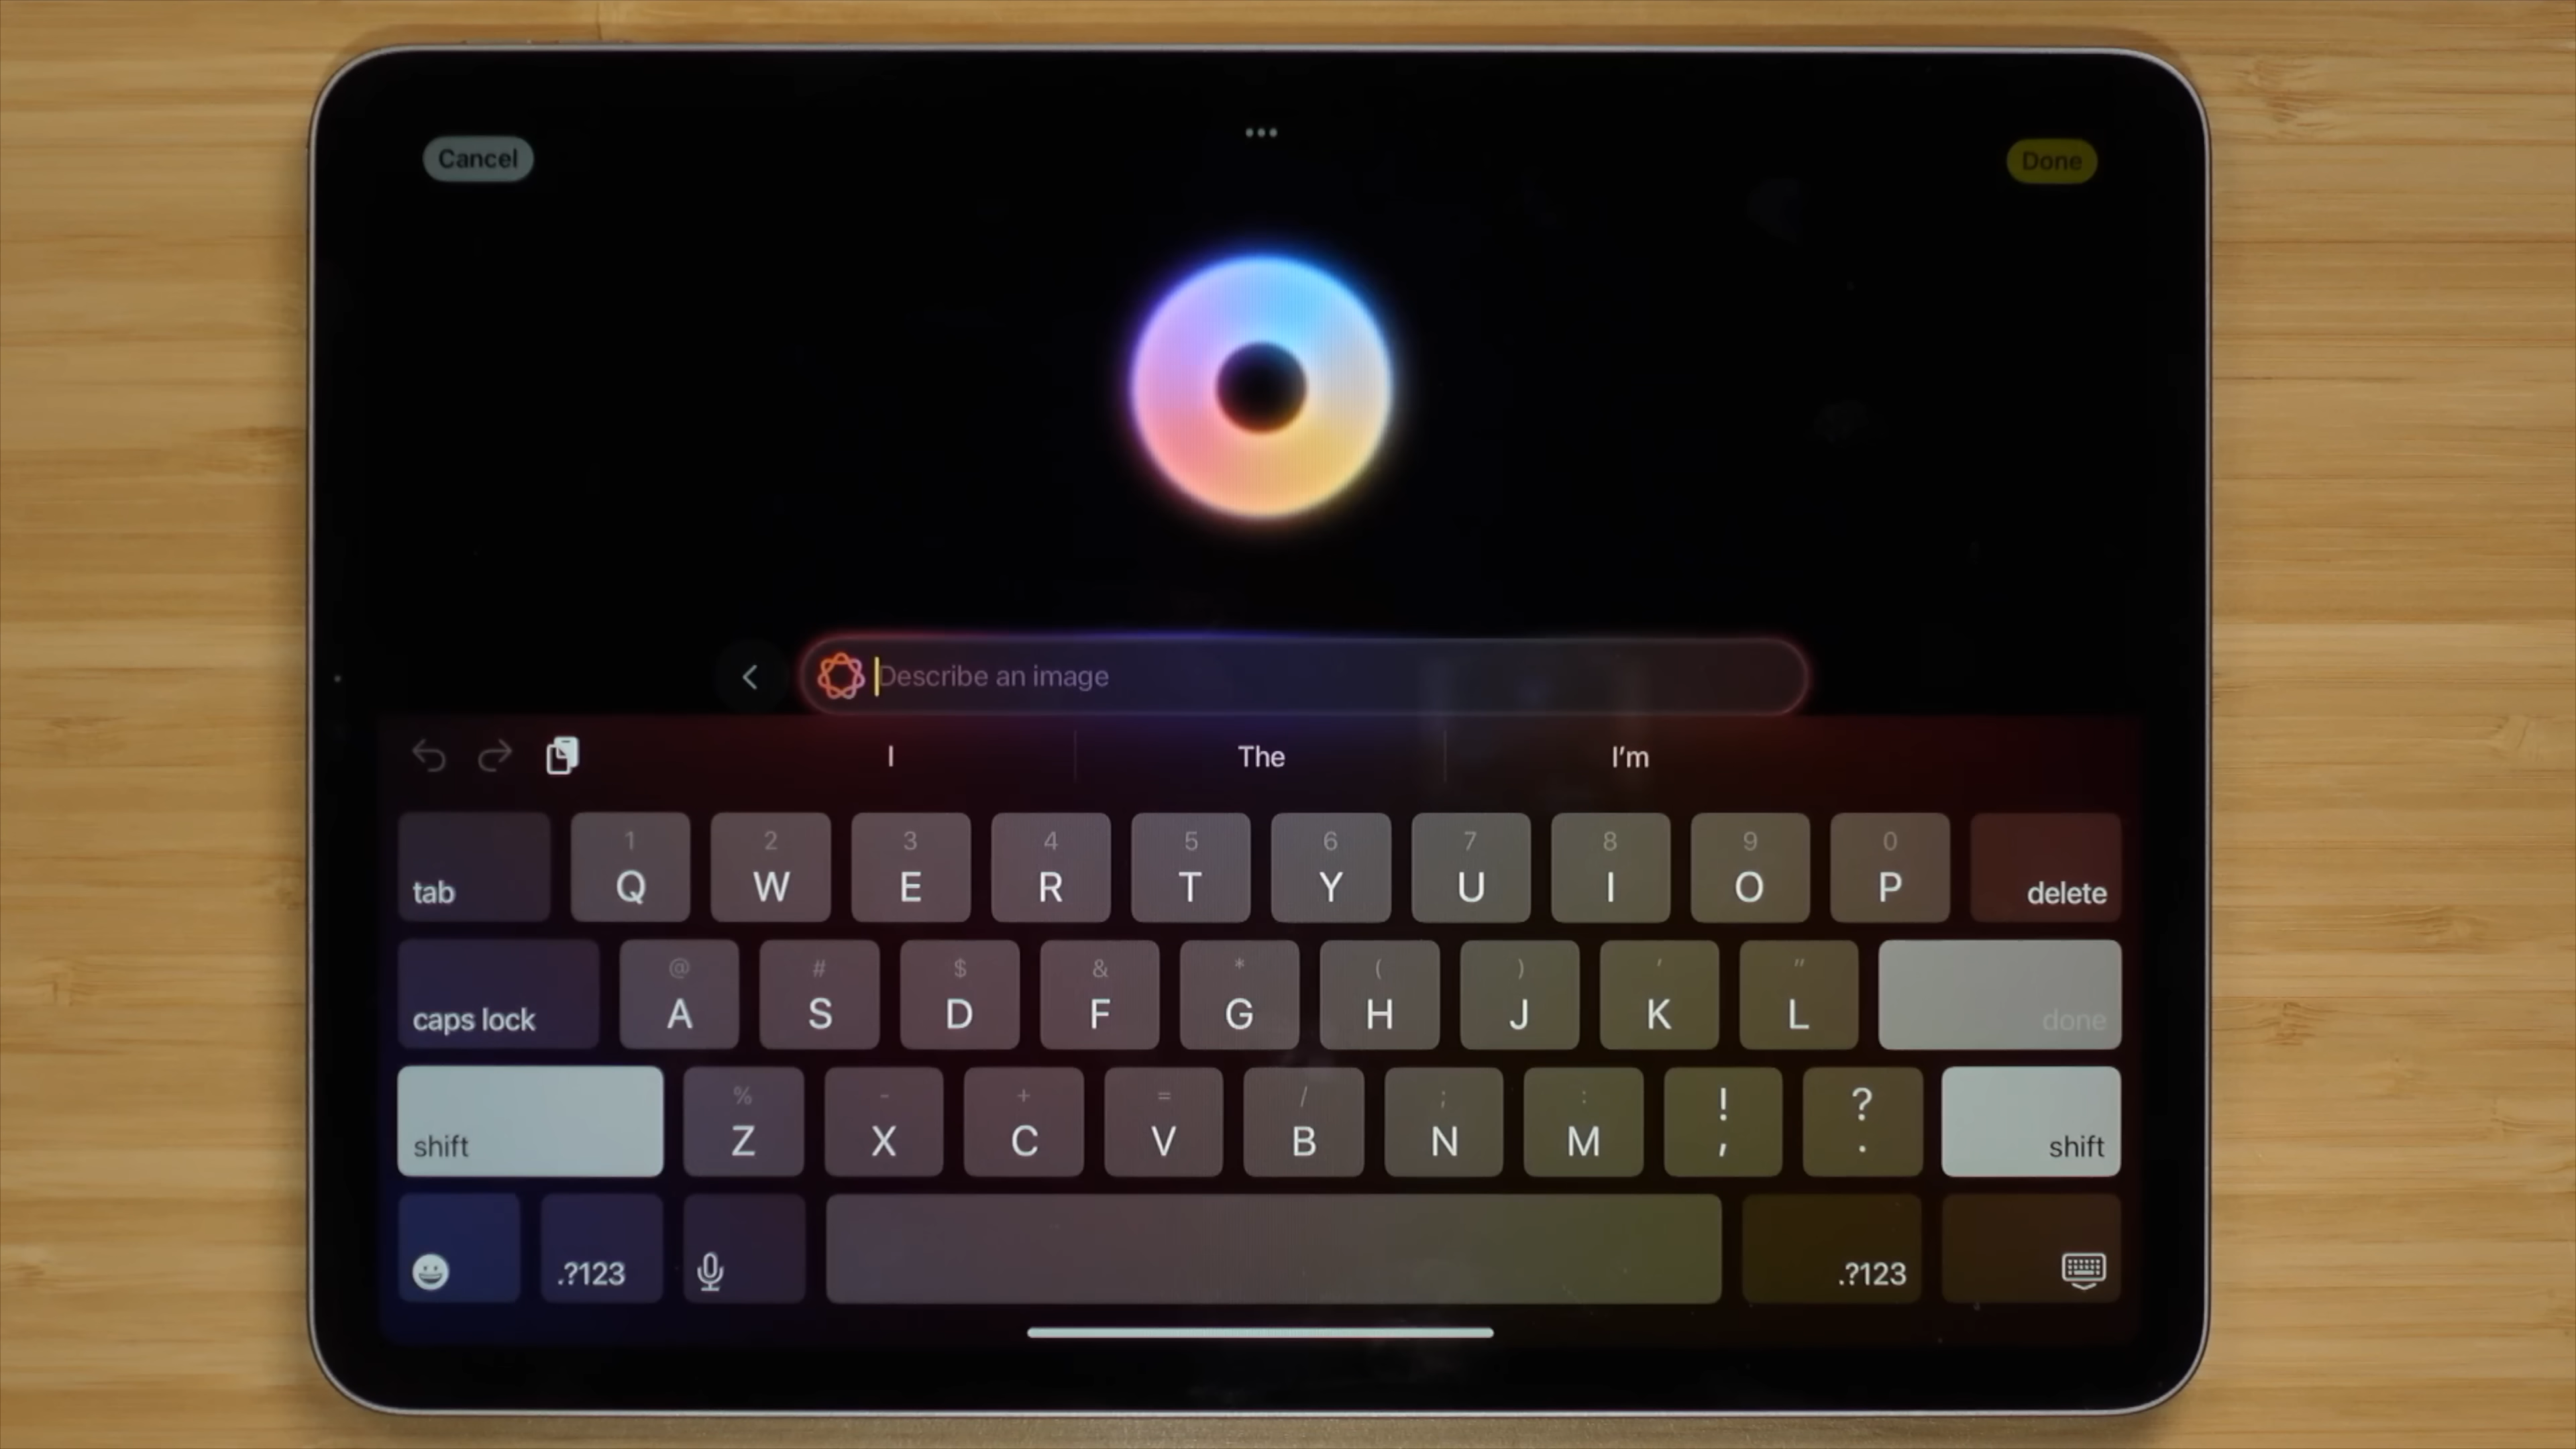 Cancel
Done
Describe an image
I The I'm
1 2 3 4 5 6 7 8 9 0
tab Q W E R T Y U I O P delete
@ # $ & * ( ) ' "
caps lock A S D F G H J K L done
% - + = / ; : ! ?
shift Z X C V B N M , . shift
.?123 .?123